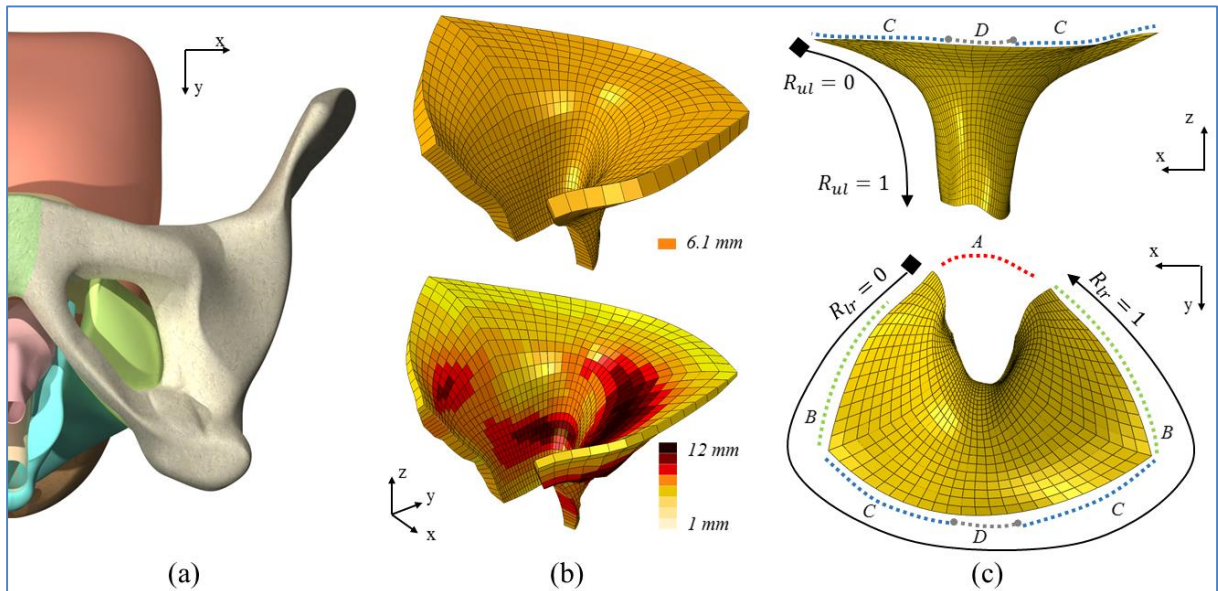 x
y
6.1 mm
12 mm
1 mm
z
y
x
C
D
C
R_ul = 0
R_ul = 1
z
x
A
R_lr = 0
R_lr = 1
x
y
B
B
C
D
C
(a)
(b)
(c)